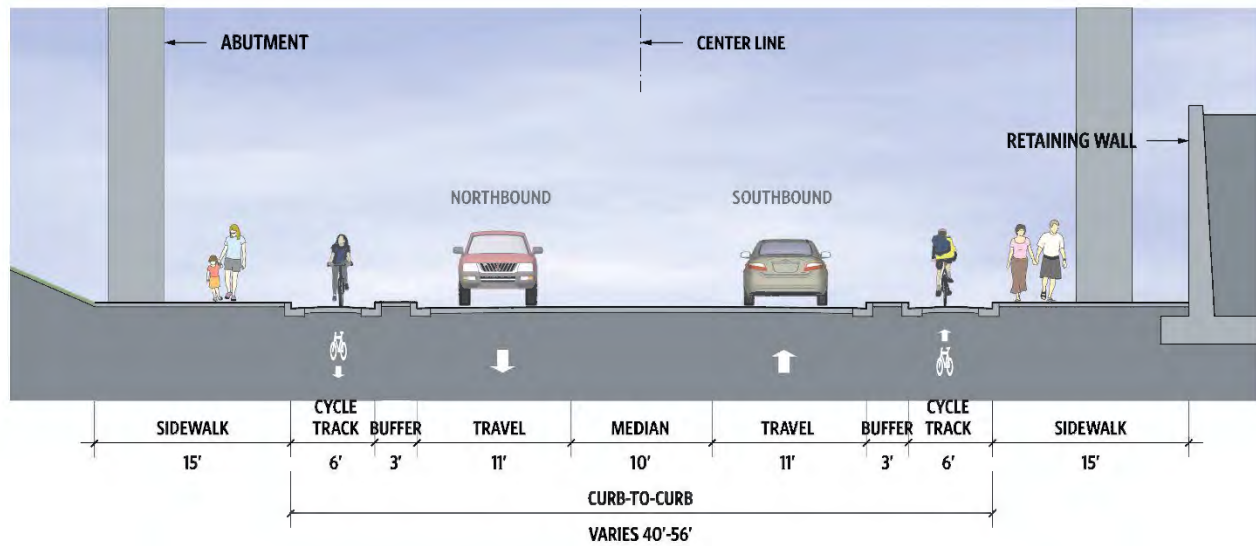 ABUTMENT
CENTER LINE
RETAINING WALL
NORTHBOUND
SOUTHBOUND
SIDEWALK
CYCLE
TRACK
BUFFER
TRAVEL
MEDIAN
TRAVEL
BUFFER
CYCLE
TRACK
SIDEWALK
15'
6'
3'
11'
10'
11'
3'
6'
15'
CURB-TO-CURB
VARIES 40'-56'